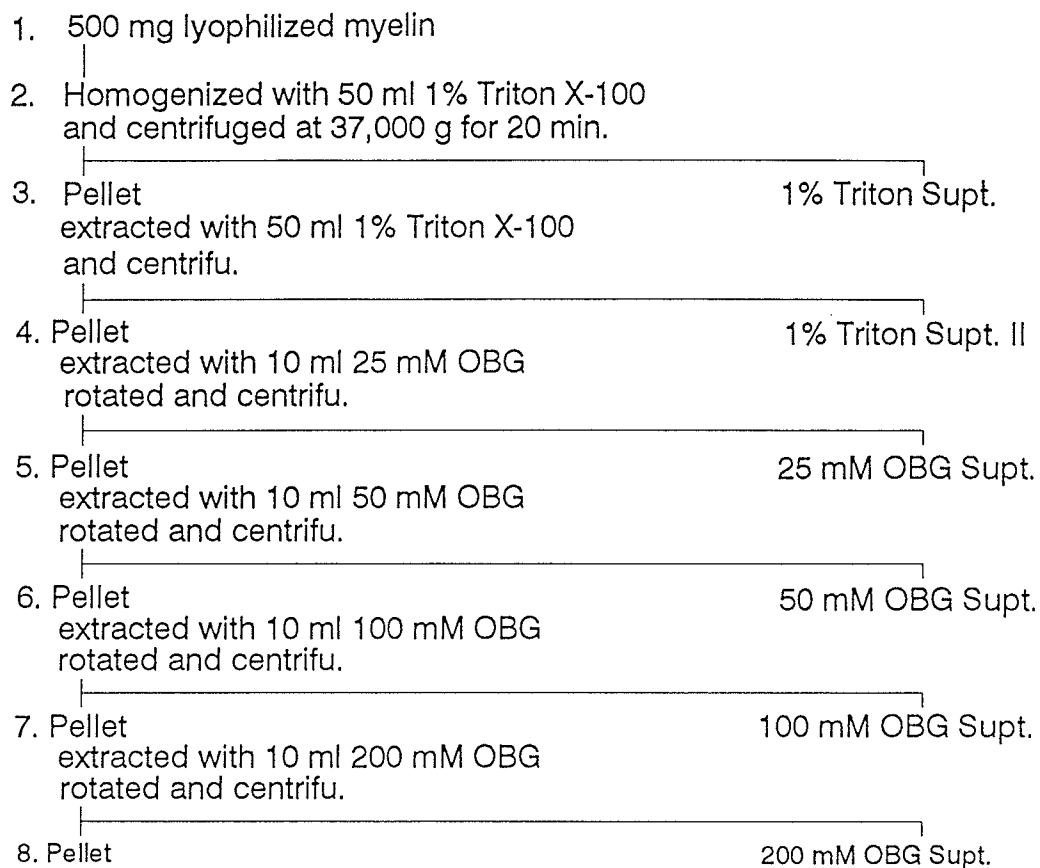 1. 500 mg lyophilized myelin
2. Homogenized with 50 ml 1% Triton X-100
and centrifuged at 37,000 g for 20 min.
3. Pellet 1% Triton Supt.
extracted with 50 ml 1% Triton X-100
and centrifu.
4. Pellet 1% Triton Supt. II
extracted with 10 ml 25 mM OBG
rotated and centrifu.
5. Pellet 25 mM OBG Supt.
extracted with 10 ml 50 mM OBG
rotated and centrifu.
6. Pellet 50 mM OBG Supt.
extracted with 10 ml 100 mM OBG
rotated and centrifu.
7. Pellet 100 mM OBG Supt.
extracted with 10 ml 200 mM OBG
rotated and centrifu.
8. Pellet 200 mM OBG Supt.